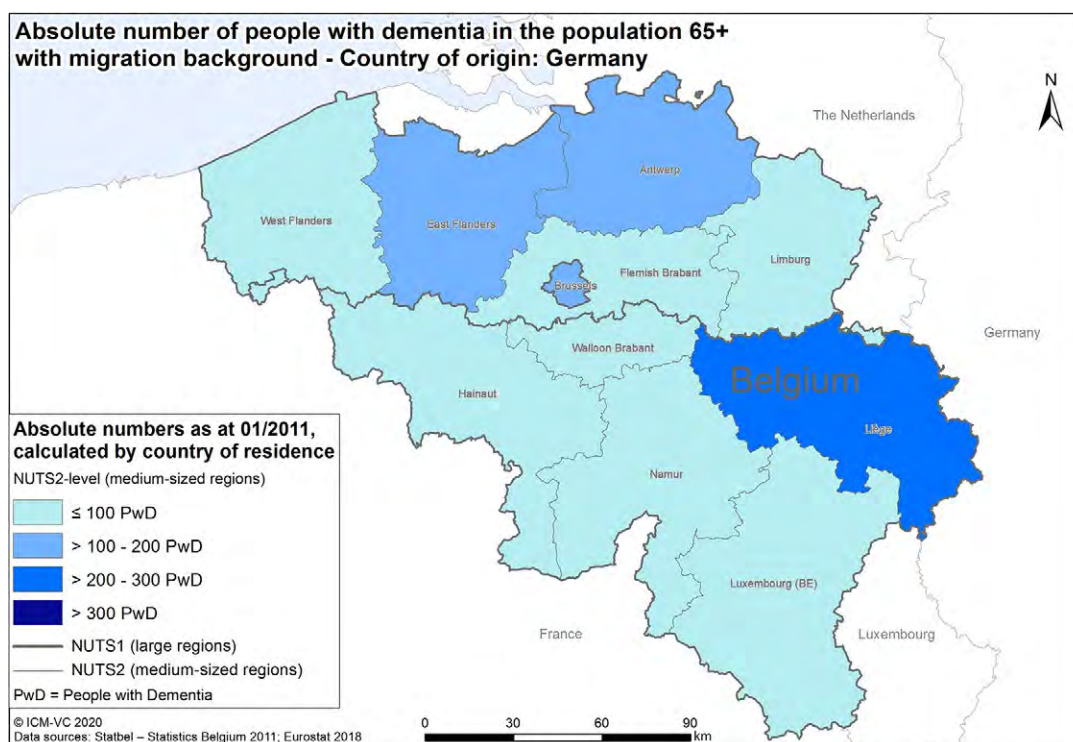 Absolute number of people with dementia in the population 65+
with migration background - Country of origin: Germany
N
The Netherlands
Antwerp
West Flanders
East Flanders
Limburg
Flemish Brabant
Brussels
Germany
Walloon Brabant
Belgium
Hainaut
Liège
Namur
Luxembourg (BE)
France
Luxembourg
Absolute numbers as at 01/2011,
calculated by country of residence
NUTS2-level (medium-sized regions)
≤ 100 PwD
> 100 - 200 PwD
> 200 - 300 PwD
> 300 PwD
NUTS1 (large regions)
NUTS2 (medium-sized regions)
PwD = People with Dementia
© ICM-VC 2020
Data sources: Statbel – Statistics Belgium 2011; Eurostat 2018
0 30 60 90
km